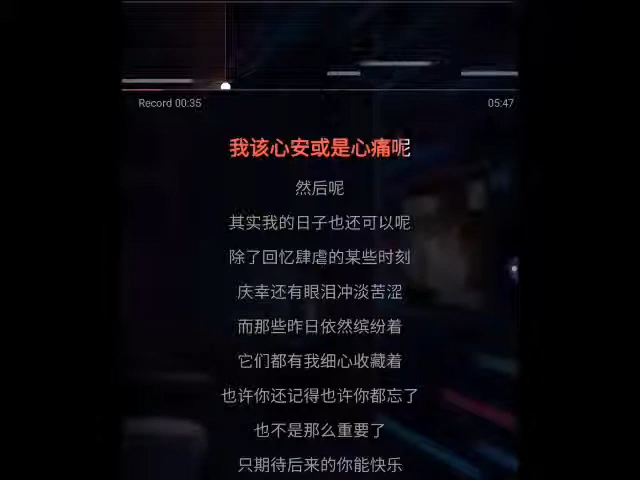 Record 00:35
05:47
我该心安或是心痛呢
然后呢
其实我的日子也还可以呢
除了回忆肆虐的某些时刻
庆幸还有眼泪冲淡苦涩
而那些昨日依然缤纷着
它们都有我细心收藏着
也许你还记得也许你都忘了
也不是那么重要了
只期待后来的你能快乐